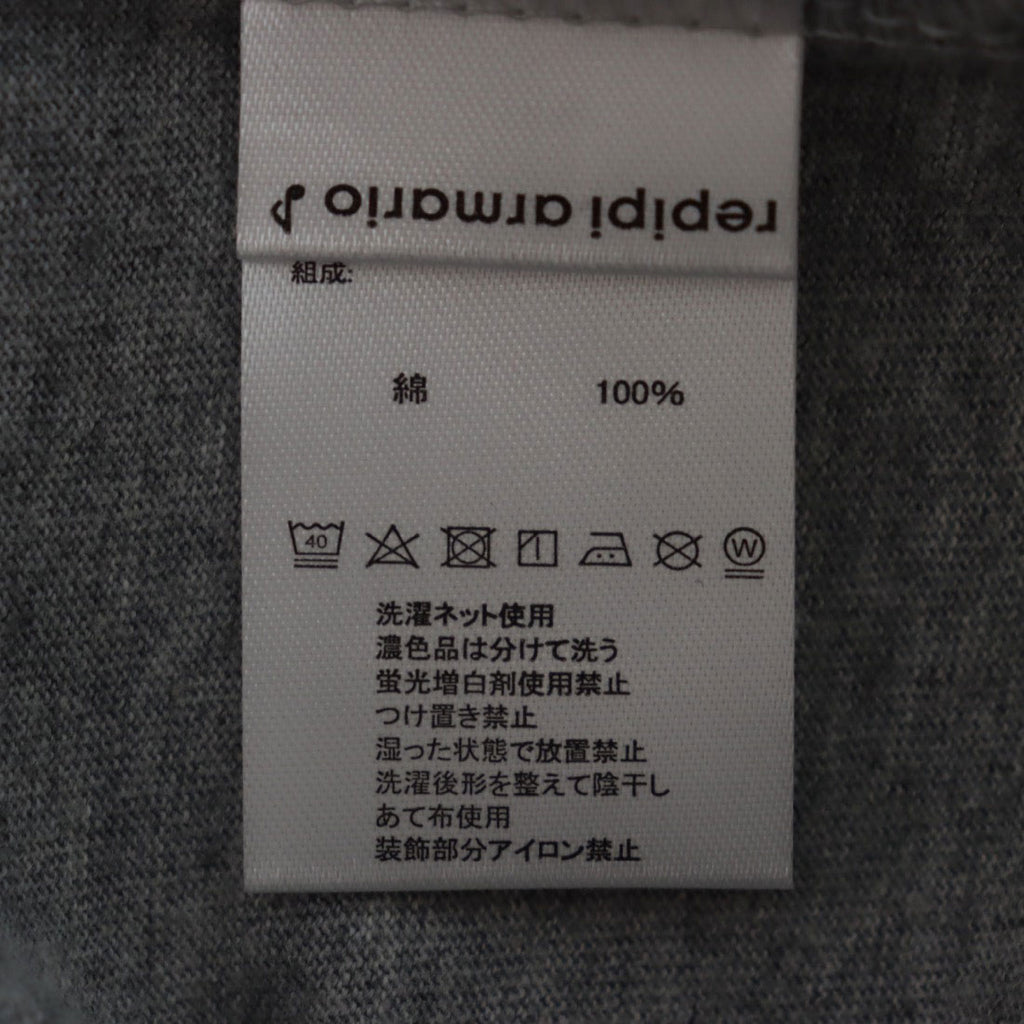 repipi armario
組成:
綿 100%
40
W
洗濯ネット使用
濃色品は分けて洗う
蛍光増白剤使用禁止
つけ置き禁止
湿った状態で放置禁止
洗濯後形を整えて陰干し
あて布使用
装飾部分アイロン禁止